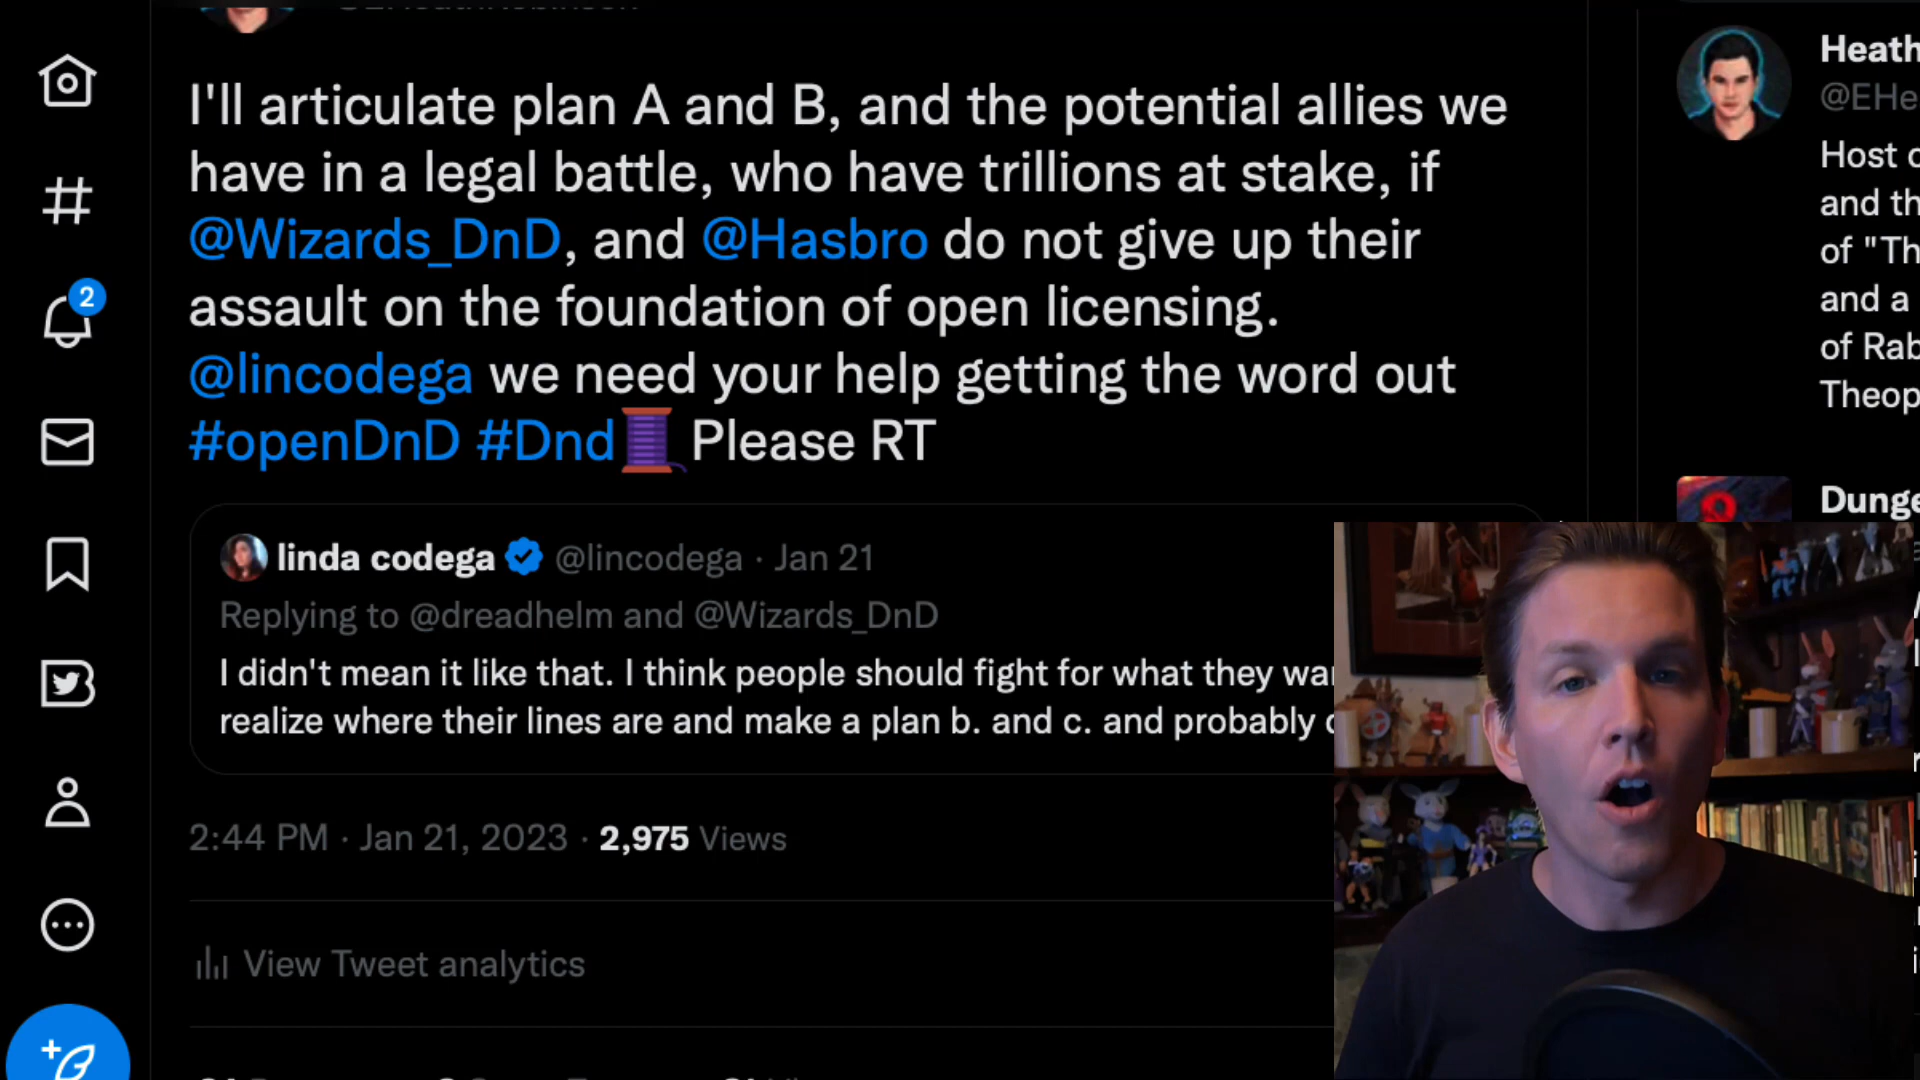 I'll articulate plan A and B, and the potential allies we
have in a legal battle, who have trillions at stake, if
@Wizards_DnD, and @Hasbro do not give up their
assault on the foundation of open licensing.
@lincodega we need your help getting the word out
#openDnD #Dnd🧵 Please RT
linda codega @lincodega · Jan 21
Replying to @dreadhelm and @Wizards_DnD
I didn't mean it like that. I think people should fight for what they
realize where their lines are and make a plan b. and c. and probably
2:44 PM · Jan 21, 2023 · 2,975 Views
View Tweet analytics
2
Heath
@EHe
Host
and
of "Th
and a
of Rab
Theop
Dunge